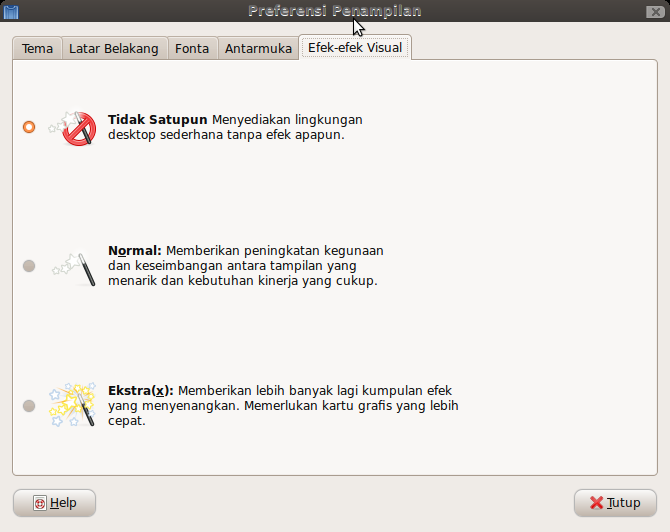 Preferensi Penampilan
Tema
Latar Belakang
Fonta
Antarmuka
Efek-efek Visual
Tidak Satupun Menyediakan lingkungan
desktop sederhana tanpa efek apapun.
Normal: Memberikan peningkatan kegunaan
dan keseimbangan antara tampilan yang
menarik dan kebutuhan kinerja yang cukup.
Ekstra(x): Memberikan lebih banyak lagi kumpulan efek
yang menyenangkan. Memerlukan kartu grafis yang lebih
cepat.
Help
Tutup